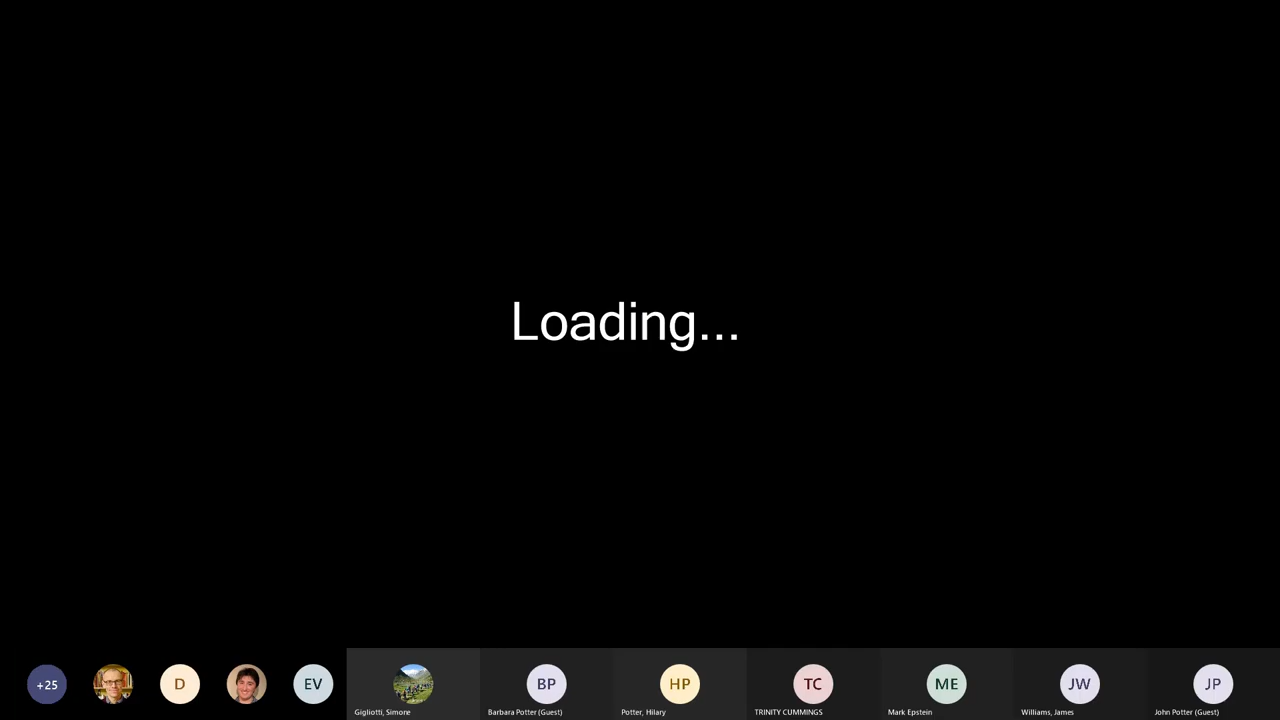 Loading...
+25
D
EV
BP
HP
TC
ME
JW
JP
Gigliotti, Simone
Barbara Potter (Guest)
Potter, Hilary
TRINITY CUMMINGS
Mark Epstein
Williams, James
John Potter (Guest)